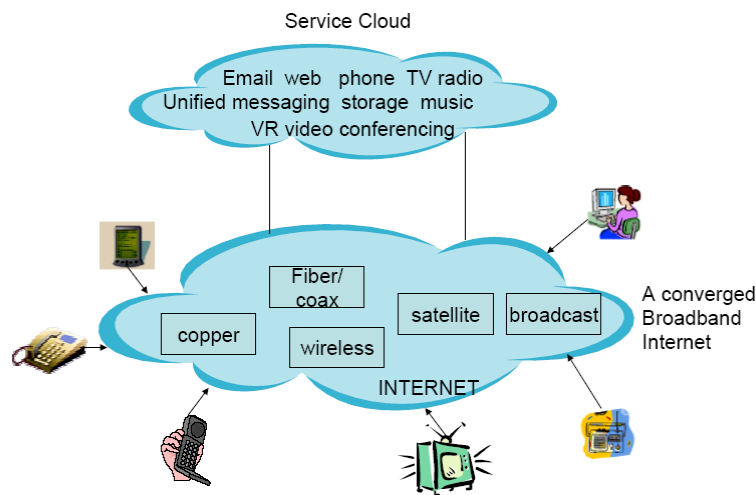 Service Cloud
Email web phone TV radio
Unified messaging storage music
VR video conferencing
Fiber/
coax
satellite
broadcast
copper
wireless
INTERNET
A converged
Broadband
Internet